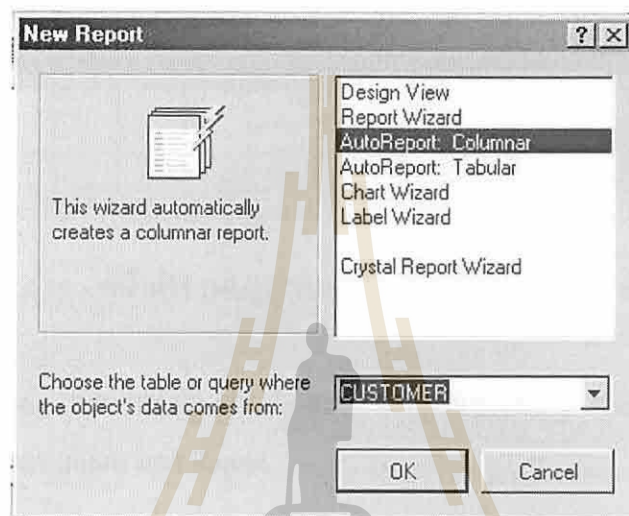 New Report
Design View
Report Wizard
AutoReport: Columnar
AutoReport: Tabular
Chart Wizard
Label Wizard
Crystal Report Wizard
This wizard automatically
creates a columnar report.
Choose the table or query where
the object's data comes from:
CUSTOMER
OK
Cancel